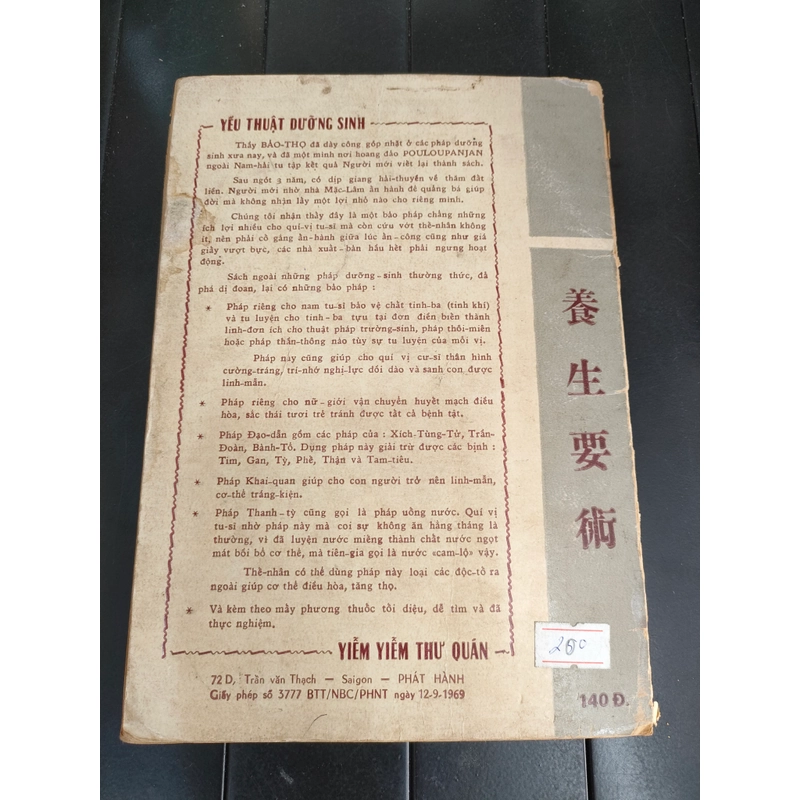 YẾU THUẬT DƯỠNG SINH
Thầy BẢO-THỌ đã dày công góp nhặt ở các pháp dưỡng
sinh xưa nay, và đã một mình nơi hoang đảo POULOUPANJAN
ngoài Nam-hải tu tập kết quả Người mới viết lại thành sách.
Sau ngót 3 năm, có dịp giang hải-thuyền về thăm đất
liền. Người mới nhờ nhà Mặc-Lâm ấn hành để quảng bá giúp
đời mà không nhận lấy một lợi nhỏ nào cho riêng mình.
Chúng tôi nhận thấy đây là một bảo pháp chẳng những
ích lợi nhiều cho quí-vị tu-sĩ mà còn cứu vớt thế-nhân không
ít, nên phải cố gắng ấn-hành giữa lúc ấn-công cũng như giá
giấy vượt bực, các nhà xuất-bản hầu hết phải ngưng hoạt
động.
Sách ngoài những pháp dưỡng-sinh thường thức, đả
phá dị đoan, lại có những bảo pháp :
* Pháp riêng cho nam tu-sĩ bảo vệ chất tinh-ba (tinh khí)
và tu luyện cho tinh-ba tựu tại đơn điền biến thành
linh-đơn ích cho thuật pháp trường-sinh, pháp thôi-miên
hoặc pháp thần-thông nào tùy sự tu luyện của mỗi vị.
Pháp này cũng giúp cho quí vị cư-sĩ thân hình
cường-tráng, trí-nhớ nghị-lực dồi dào và sanh con được
linh-mẫn.
* Pháp riêng cho nữ-giới vận chuyển huyết mạch điều
hòa, sắc thái tươi trẻ tránh được tất cả bệnh tật.
* Pháp Đạo-dẫn gồm các pháp của : Xích-Tùng-Tử, Trần-
Đoàn, Bành-Tổ. Dụng pháp này giải trừ được các bịnh :
Tim, Gan, Tỳ, Phế, Thận và Tam-tiêu.
* Pháp Khai-quan giúp cho con người trở nên linh-mẫn,
cơ-thể tráng-kiện.
* Pháp Thanh-tỳ cũng gọi là pháp uống nước. Quí vị
tu-sĩ nhờ pháp này mà coi sự không ăn hàng tháng là
thường, vì đã luyện nước miếng thành chất nước ngọt
mát bồi bổ cơ thể, mà tiên-gia gọi là nước «cam-lộ» vậy.
Thế-nhân có thể dùng pháp này loại các độc-tố ra
ngoài giúp cơ thể điều hòa, tăng thọ.
* Và kèm theo mấy phương thuốc tối diệu, dễ tìm và đã
thực nghiệm.
YIỄM YIỄM THƯ QUÁN
72 D, Trần văn Thạch — Saigon — PHÁT HÀNH
Giấy phép số 3777 BTT/NBC/PHNT ngày 12-9-1969
養
生
要
術
140 Đ.